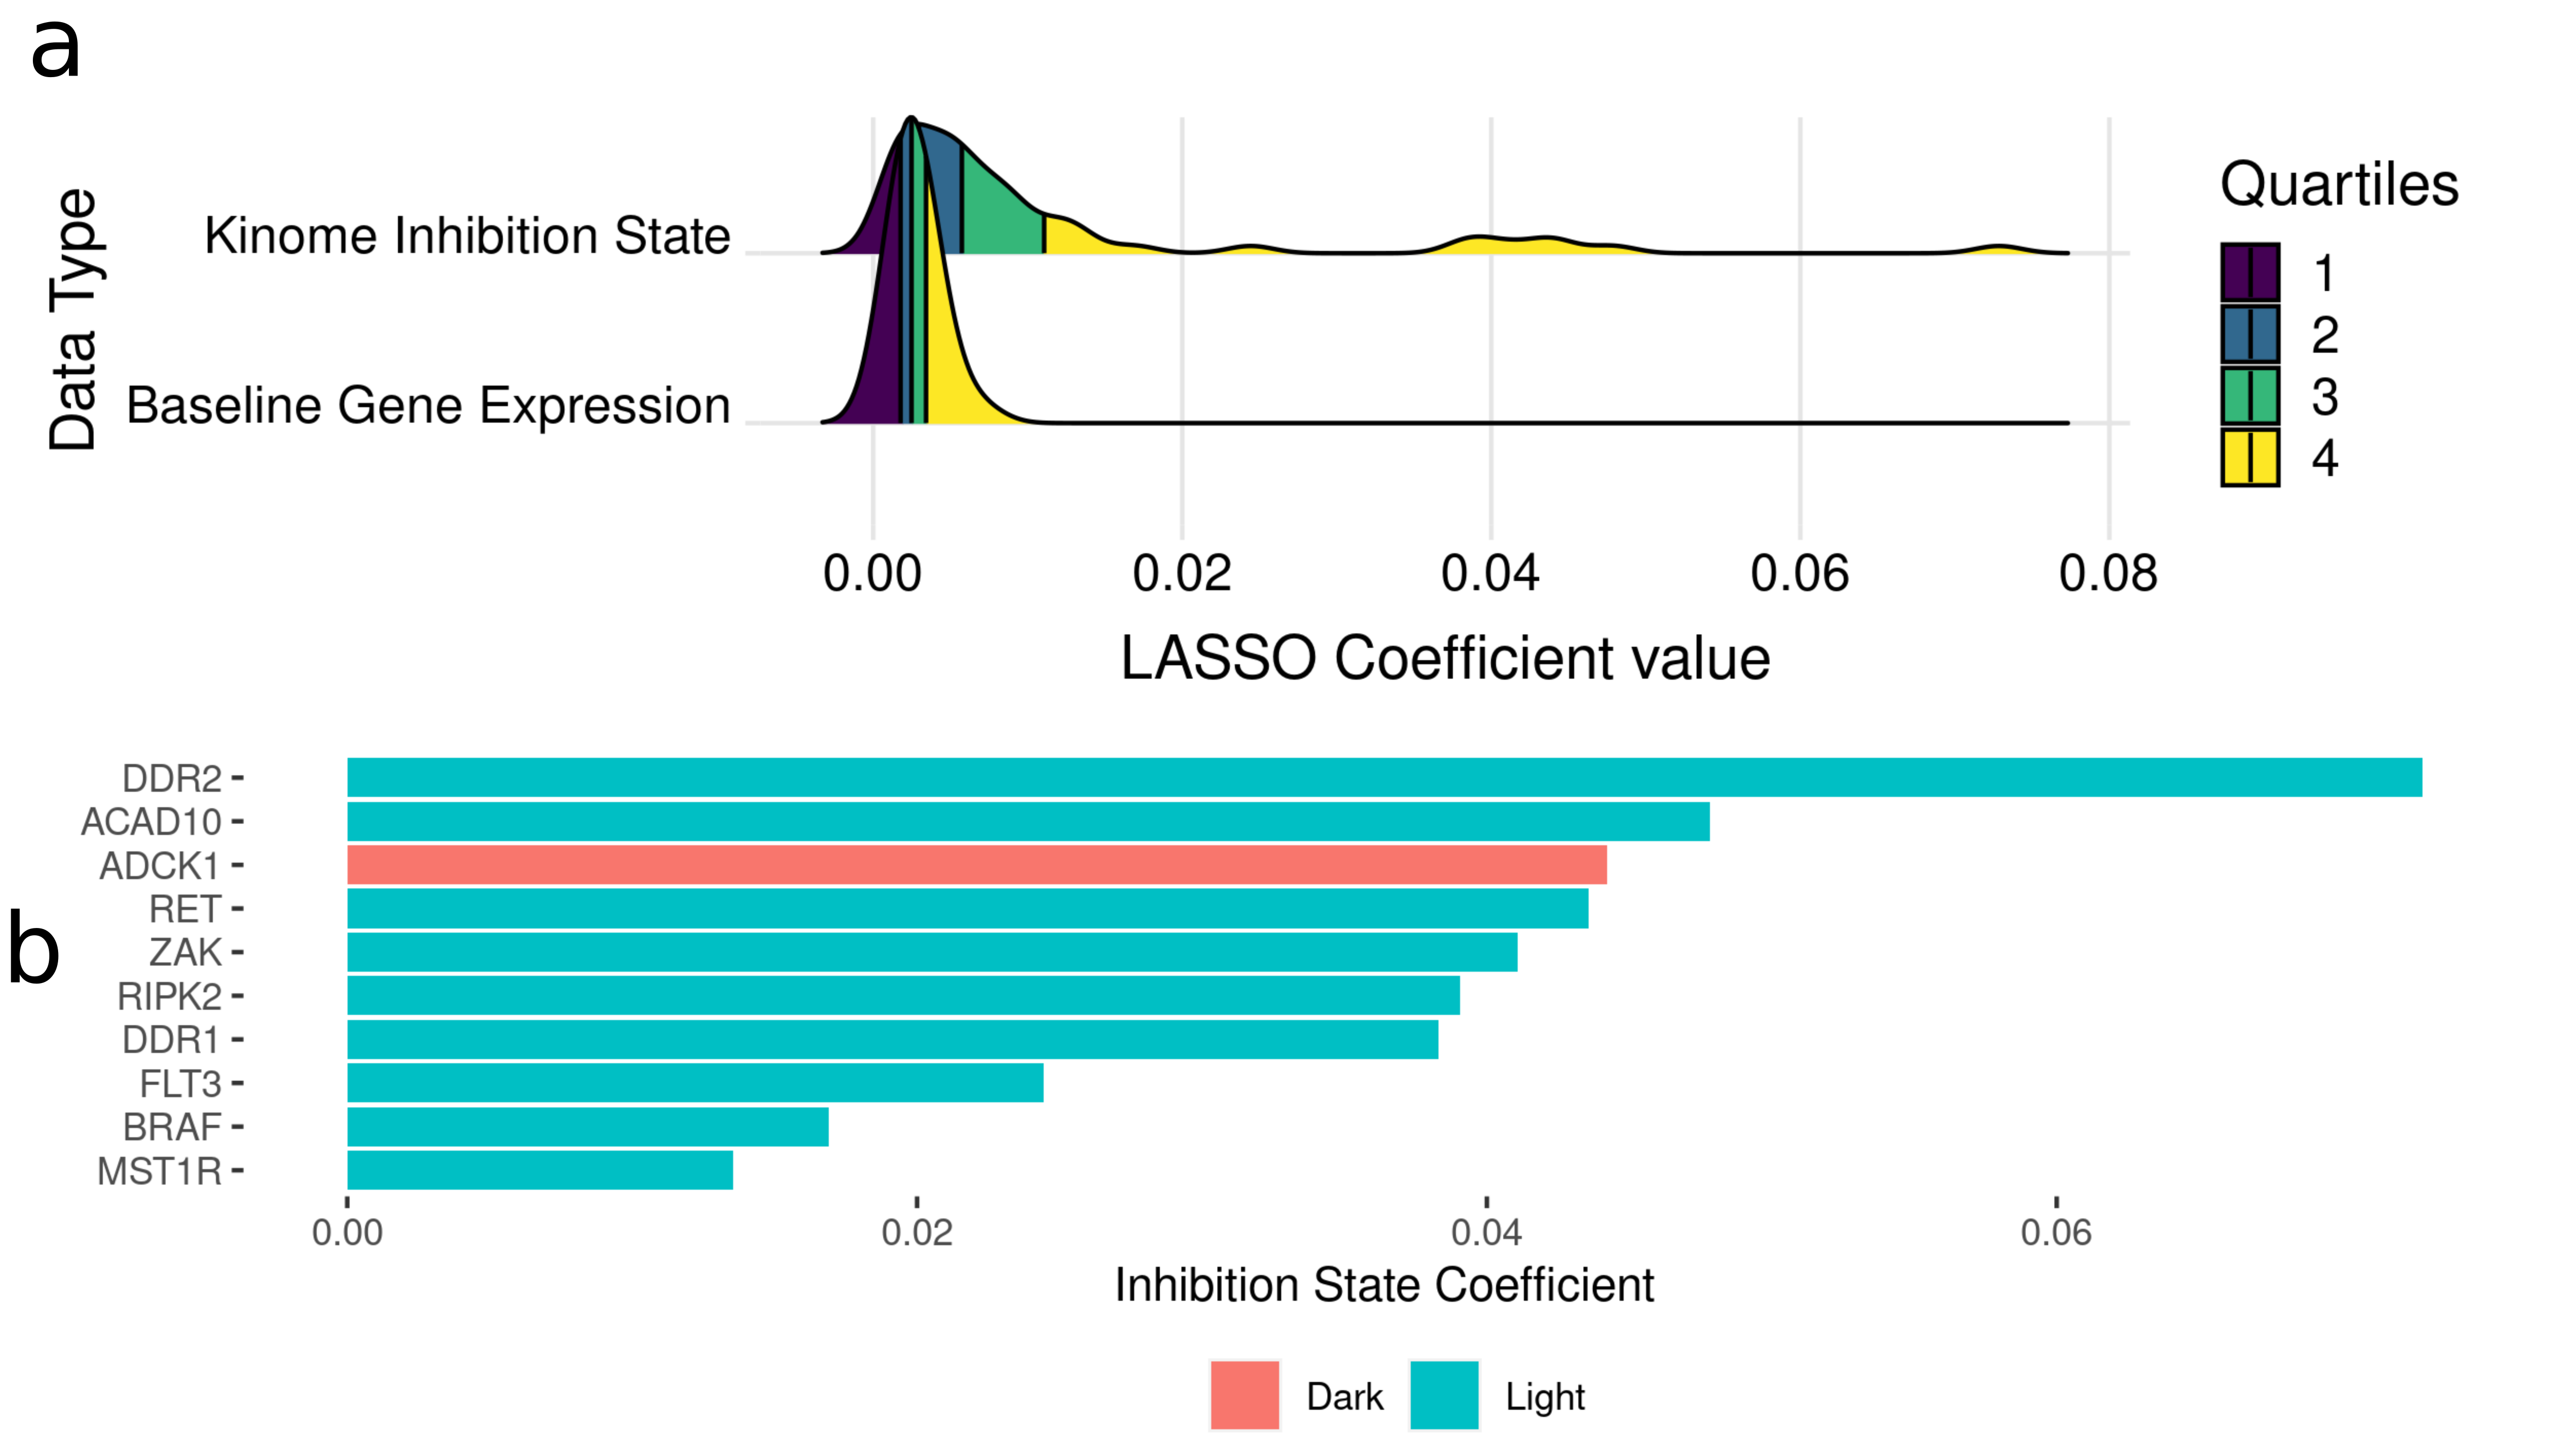 a
Data Type
Kinome Inhibition State
Baseline Gene Expression
0.00 0.02 0.04 0.06 0.08
LASSO Coefficient value
Quartiles
1
2
3
4
b
DDR2
ACAD10
ADCK1
RET
ZAK
RIPK2
DDR1
FLT3
BRAF
MST1R
0.00 0.02 0.04 0.06
Inhibition State Coefficient
Dark Light